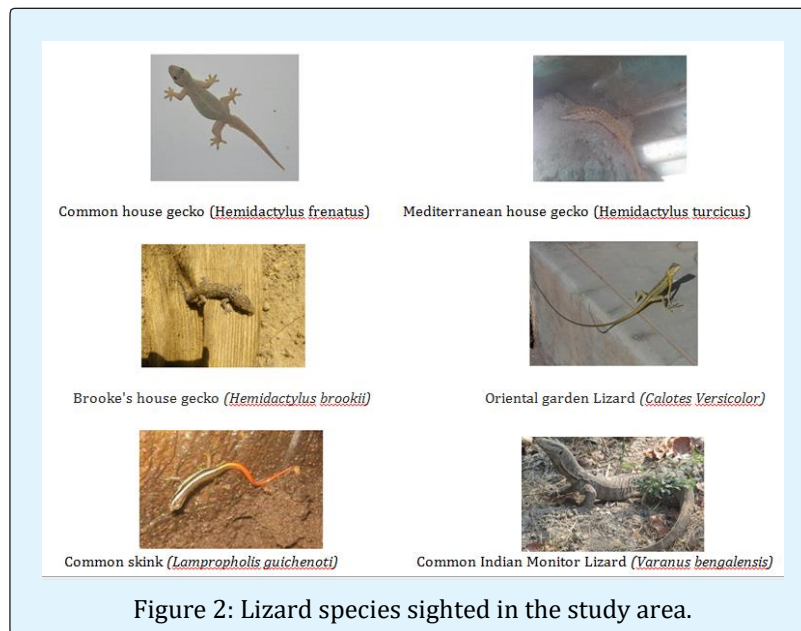 Common house gecko (Hemidactylus frenatus)
Mediterranean house gecko (Hemidactylus turcicus)
Brooke's house gecko (Hemidactylus brookii)
Oriental garden Lizard (Calotes Versicolor)
Common skink (Lampropholis guichenoti)
Common Indian Monitor Lizard (Varanus bengalensis)
Figure 2: Lizard species sighted in the study area.